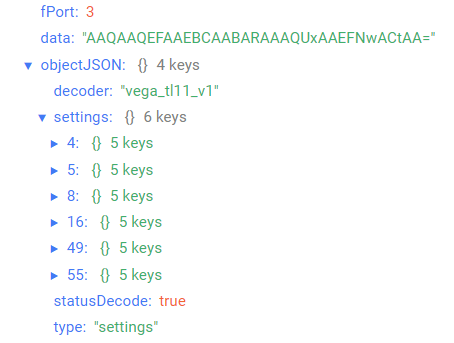 fPort: 3
data: "AAQAAQEFAAEBCAABARAAAQUxAAEFNwACtAA="
▼ objectJSON: {} 4 keys
decoder: "vega_tl11_v1"
▼ settings: {} 6 keys
► 4: {} 5 keys
► 5: {} 5 keys
► 8: {} 5 keys
► 16: {} 5 keys
► 49: {} 5 keys
► 55: {} 5 keys
statusDecode: true
type: "settings"